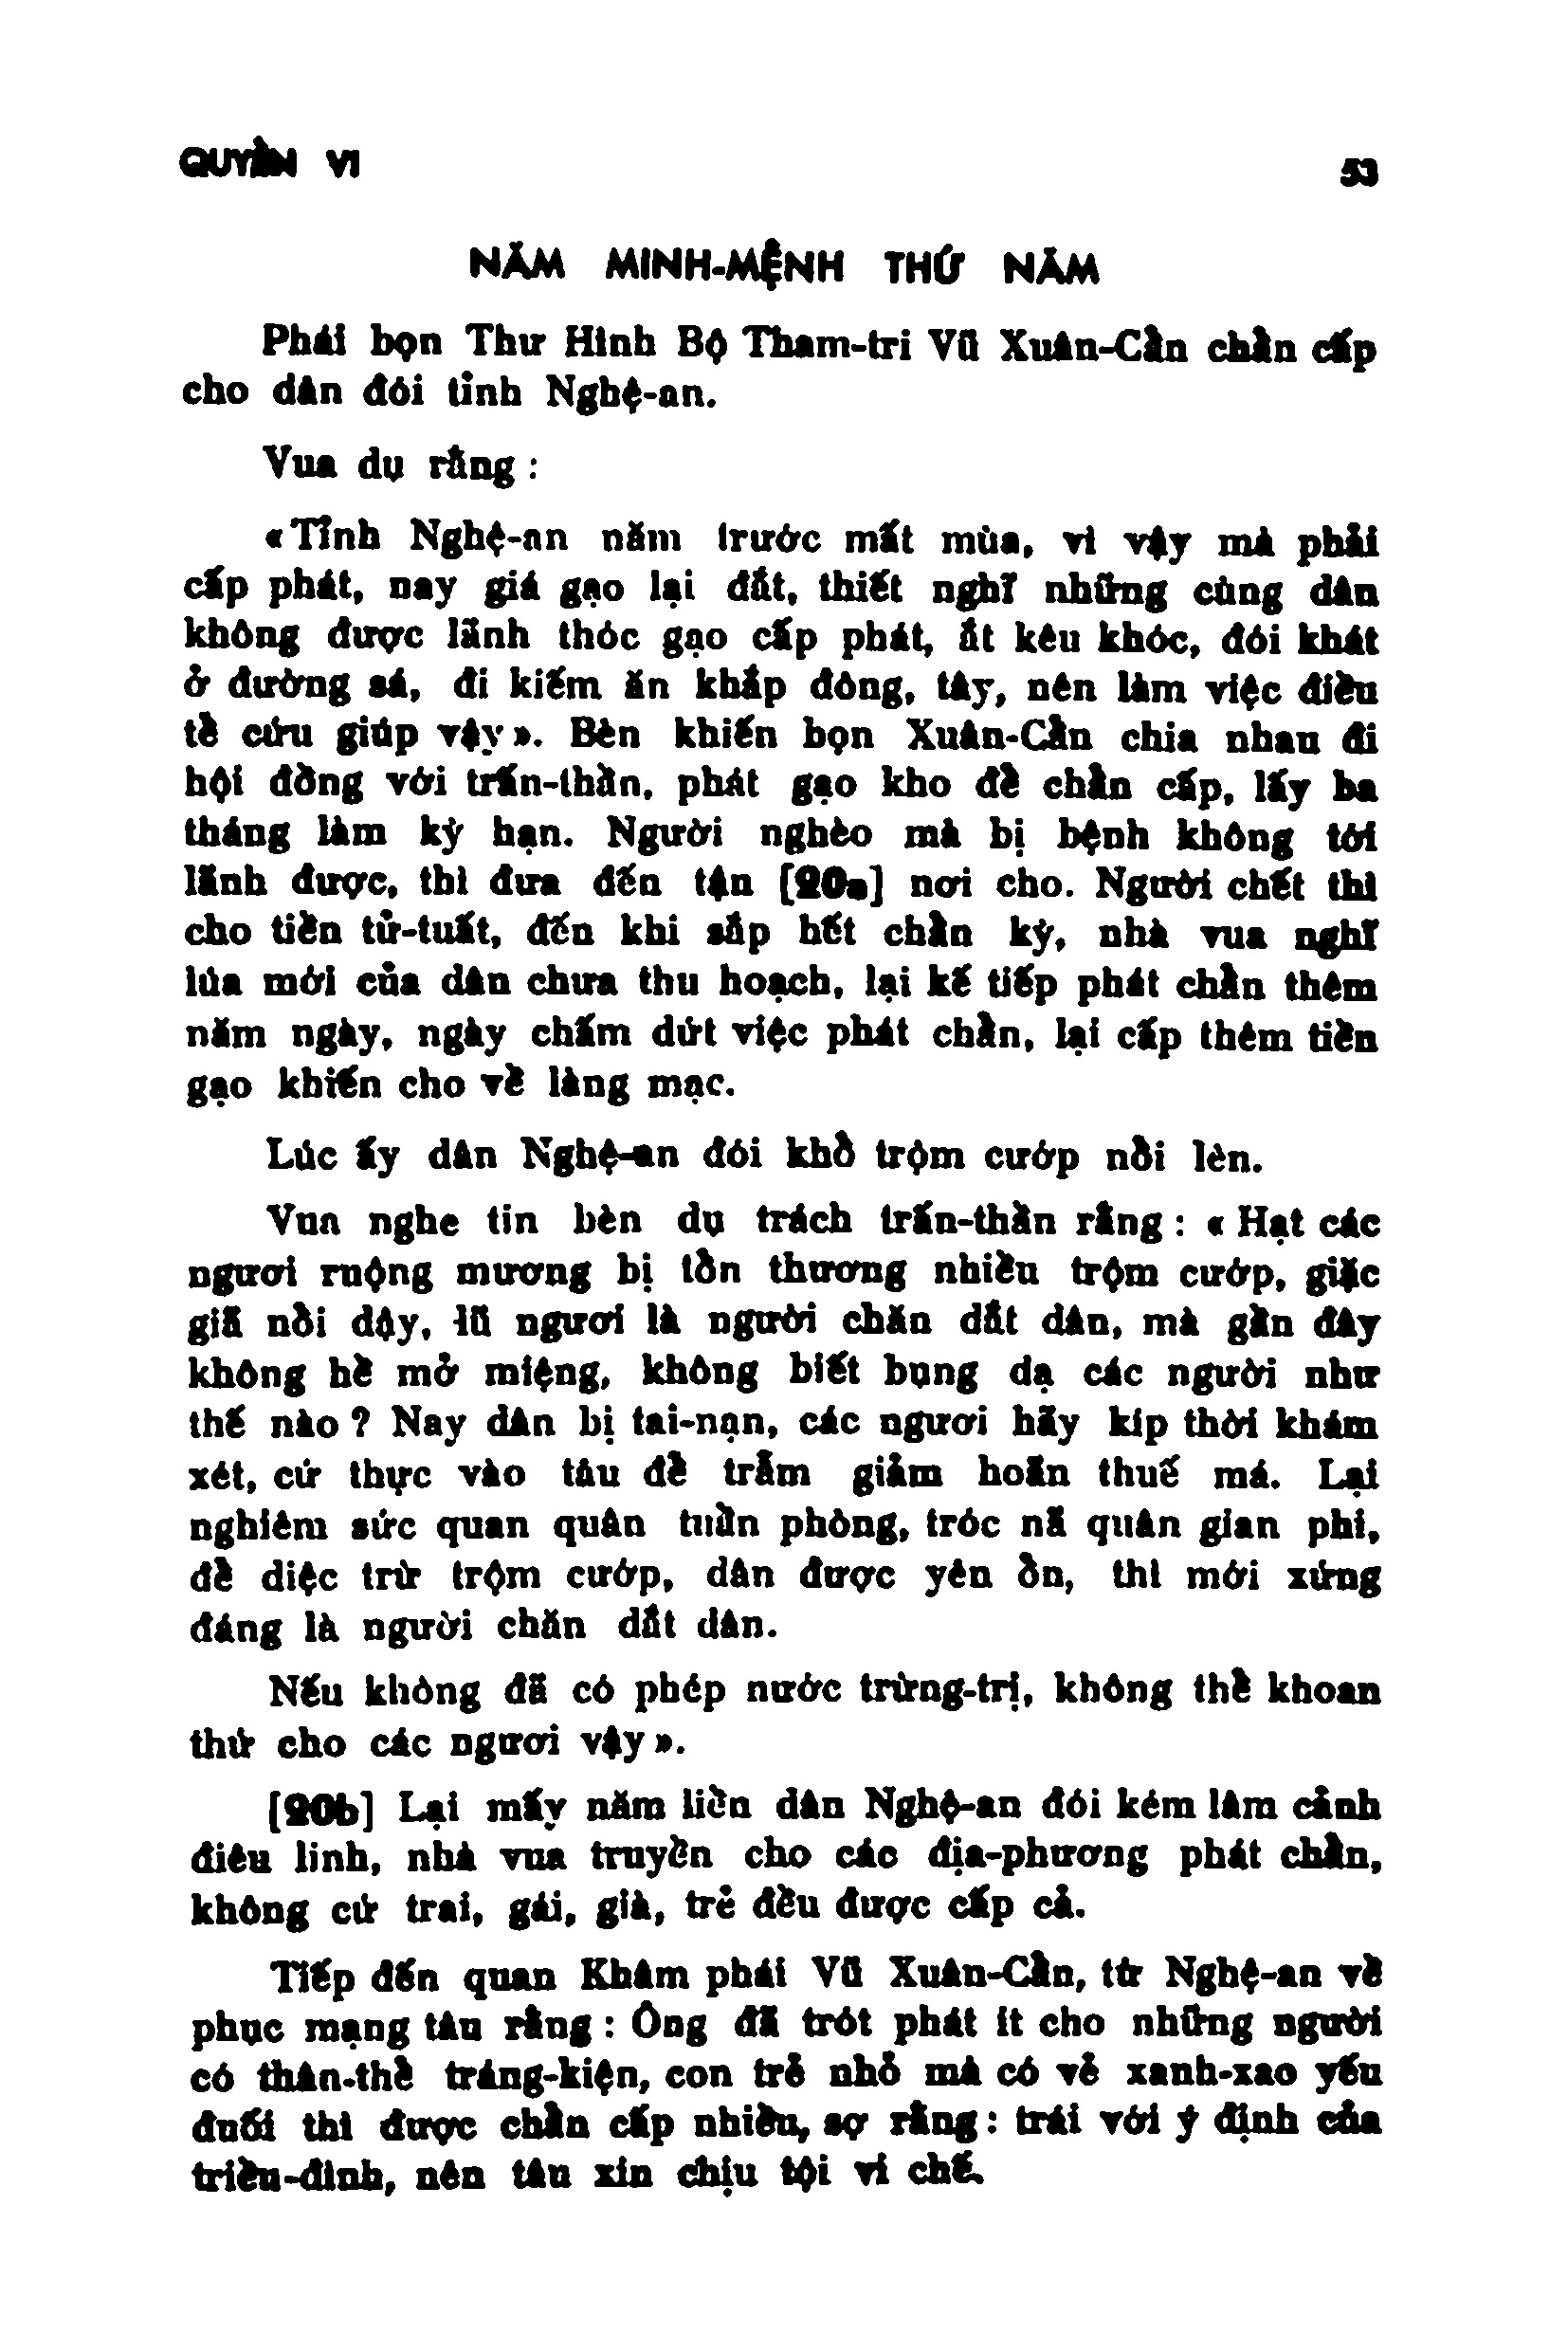 QUYỂN VI
53
NĂM MINH-MỆNH THỨ NĂM
Phái bọn Thư Hình Bộ Tham-tri Vũ Xuân-Cẩn chẩn cấp
cho dân đói tỉnh Nghệ-an.
Vua dụ rằng :
« Tỉnh Nghệ-an năm trước mất mùa, vì vậy mà phải
cấp phát, nay giá gạo lại đắt, thiết nghĩ những cùng dân
không được lãnh thóc gạo cấp phát, ắt kêu khóc, đói khát
ở đường sá, đi kiếm ăn khắp đông, tây, nên làm việc điều
tễ cứu giúp vậy ». Bèn khiến bọn Xuân-Cẩn chia nhau đi
hội đồng với trấn-thần, phát gạo kho để chẩn cấp, lấy ba
tháng làm kỳ hạn. Người nghèo mà bị bệnh không tới
lãnh được, thì đưa đến tận [20a] nơi cho. Người chết thì
cho tiền tử-tuất, đến khi sắp hết chẩn kỳ, nhà vua nghĩ
lúa mới của dân chưa thu hoạch, lại kế tiếp phát chẩn thêm
năm ngày, ngày chấm dứt việc phát chẩn, lại cấp thêm tiền
gạo khiến cho về làng mạc.
Lúc ấy dân Nghệ-an đói khổ trộm cướp nổi lên.
Vua nghe tin bèn dụ trách trấn-thần rằng : « Hạt các
ngươi ruộng mương bị tổn thương nhiều trộm cướp, giặc
giã nổi dậy, lũ ngươi là người chăn dắt dân, mà gần đây
không hề mở miệng, không biết bụng dạ các người như
thế nào ? Nay dân bị tai-nạn, các ngươi hãy kíp thời khám
xét, cứ thực vào tâu để trẫm giảm hoãn thuế má. Lại
nghiêm sức quan quân tuần phòng, tróc nã quân gian phi,
để diệc trừ trộm cướp, dân được yên ổn, thì mới xứng
đáng là người chăn dắt dân.
Nếu không đã có phép nước trừng-trị, không thể khoan
thứ cho các ngươi vậy ».
[20b] Lại mấy năm liền dân Nghệ-an đói kém lâm cảnh
điêu linh, nhà vua truyền cho các địa-phương phát chẩn,
không cứ trai, gái, già, trẻ đều được cấp cả.
Tiếp đến quan Khâm phái Vũ Xuân-Cẩn, từ Nghệ-an về
phục mạng tâu rằng : Ông đã trót phát ít cho những người
có thân-thể tráng-kiện, con trẻ nhỏ mà có vẻ xanh-xao yếu
đuối thì được chẩn cấp nhiều, sợ rằng : trái với ý định của
triều-đình, nên tâu xin chịu tội vi chế.